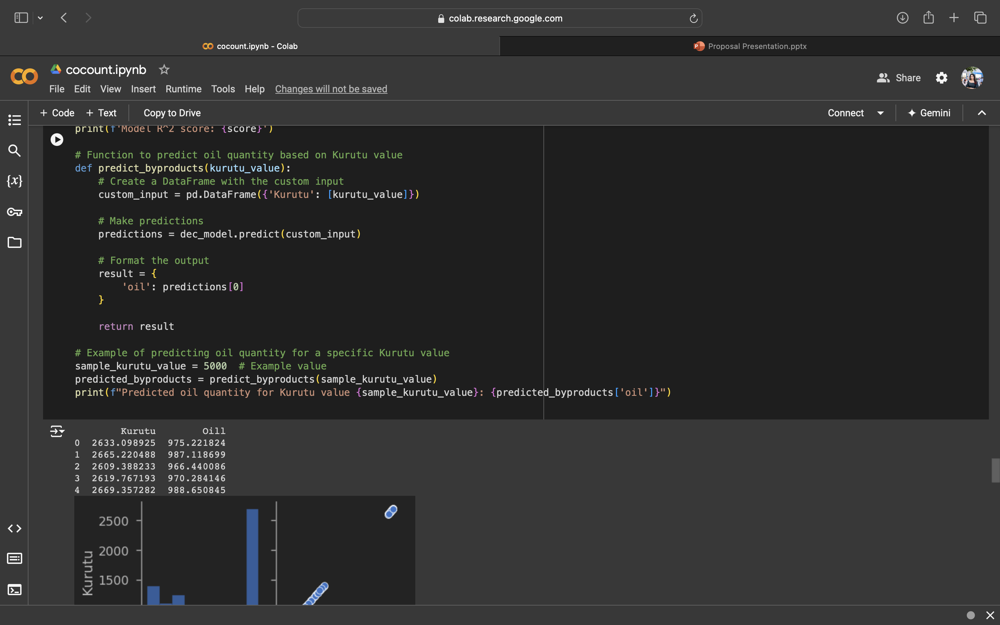 colab.research.google.com
cocount.ipynb - Colab
Proposal Presentation.pptx
cocount.ipynb
Share
File Edit View Insert Runtime Tools Help Changes will not be saved
+ Code + Text Copy to Drive
Connect
Gemini
print(f'Model R^2 score: {score}')
# Function to predict oil quantity based on Kurutu value
def predict_byproducts(kurutu_value):
    # Create a DataFrame with the custom input
    custom_input = pd.DataFrame({'Kurutu': [kurutu_value]})
    # Make predictions
    predictions = dec_model.predict(custom_input)
    # Format the output
    result = {
        'oil': predictions[0]
    }
    return result
# Example of predicting oil quantity for a specific Kurutu value
sample_kurutu_value = 5000  # Example value
predicted_byproducts = predict_byproducts(sample_kurutu_value)
print(f"Predicted oil quantity for Kurutu value {sample_kurutu_value}: {predicted_byproducts['oil']}")
Kurutu Oill
0 2633.098925 975.221824
1 2665.220488 987.118699
2 2609.388233 966.440086
3 2619.767193 970.284146
4 2669.357282 988.650845
2500
2000
1500
Kurutu